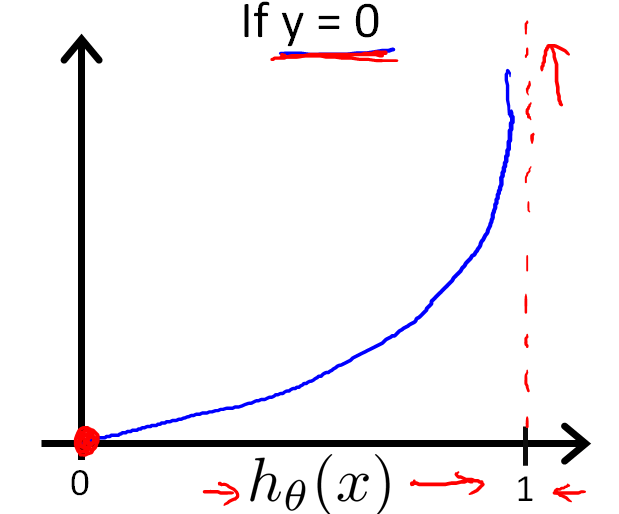 If y = 0
0 hθ(x) 1